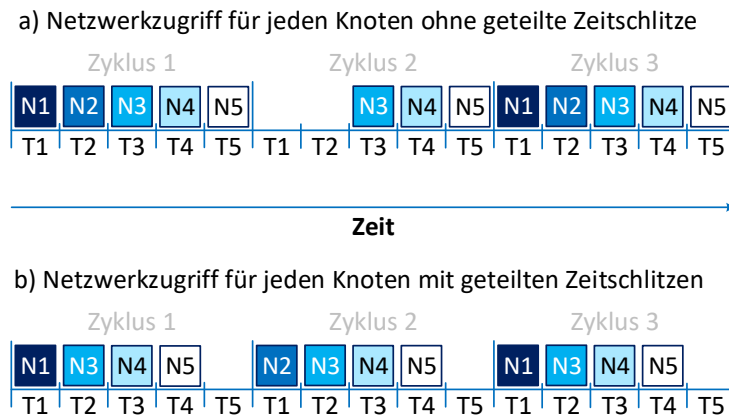 a) Netzwerkzugriff für jeden Knoten ohne geteilte Zeitschlitze
Zyklus 1 Zyklus 2 Zyklus 3
N1 N2 N3 N4 N5 N3 N4 N5 N1 N2 N3 N4 N5
T1 T2 T3 T4 T5 T1 T2 T3 T4 T5 T1 T2 T3 T4 T5
Zeit
b) Netzwerkzugriff für jeden Knoten mit geteilten Zeitschlitzen
Zyklus 1 Zyklus 2 Zyklus 3
N1 N3 N4 N5 N2 N3 N4 N5 N1 N3 N4 N5
T1 T2 T3 T4 T5 T1 T2 T3 T4 T5 T1 T2 T3 T4 T5